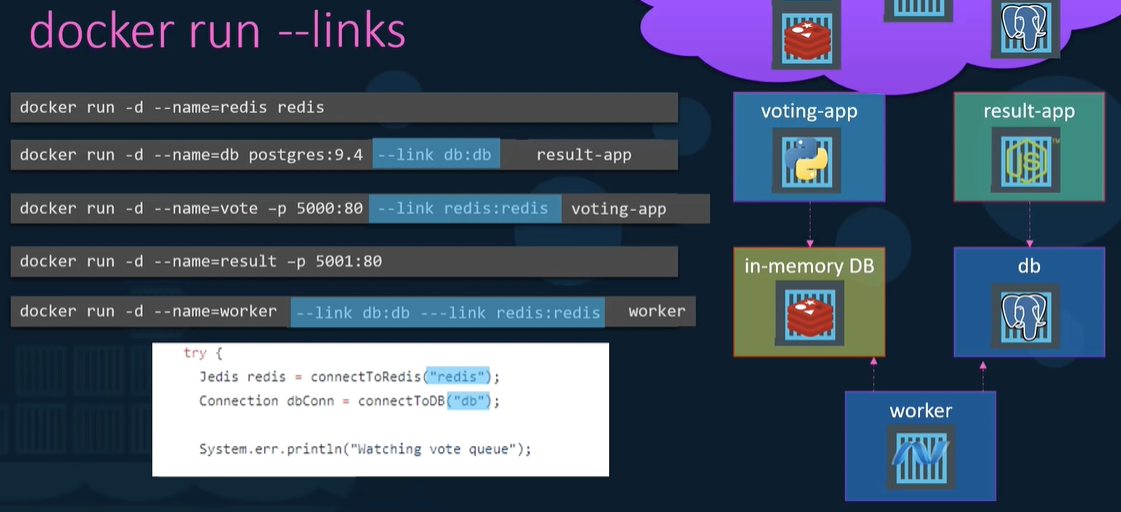 docker run --links
docker run -d --name=redis redis
docker run -d --name=db postgres:9.4 --link db:db result-app
docker run -d --name=vote –p 5000:80 --link redis:redis voting-app
docker run -d --name=result –p 5001:80
docker run -d --name=worker --link db:db ---link redis:redis worker
try {
Jedis redis = connectToRedis("redis");
Connection dbConn = connectToDB("db");
System.err.println("Watching vote queue");
voting-app
result-app
JS
in-memory DB
db
worker